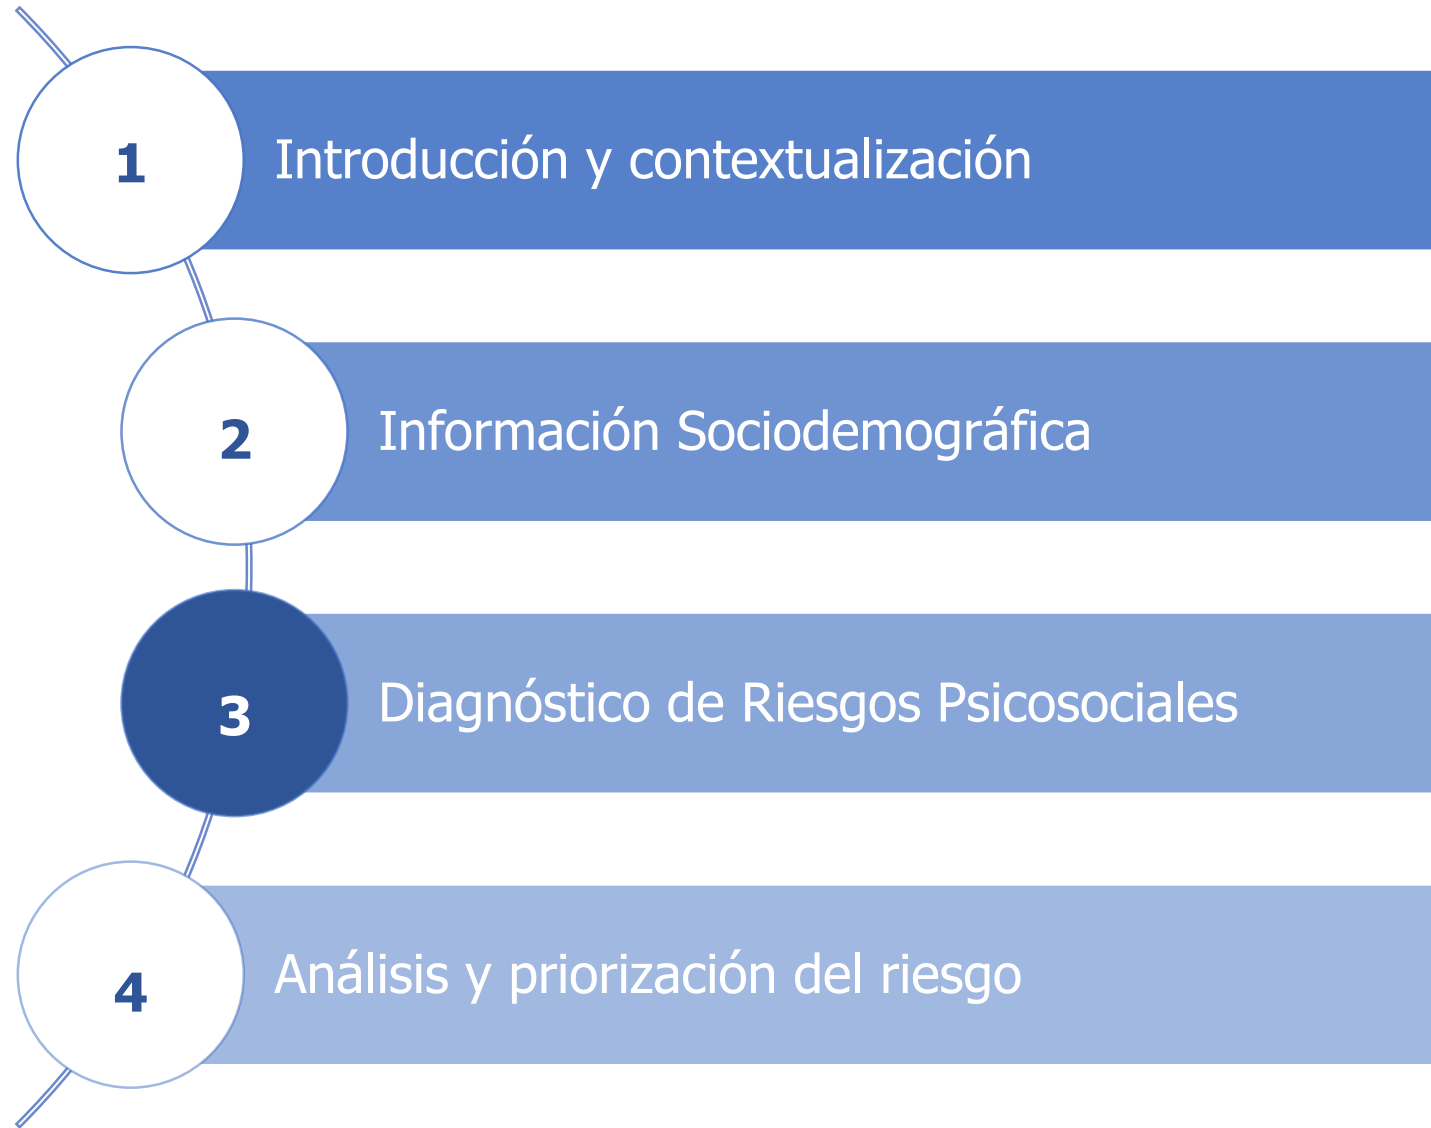 1
Introducción y contextualización
2
Información Sociodemográfica
3
Diagnóstico de Riesgos Psicosociales
4
Análisis y priorización del riesgo